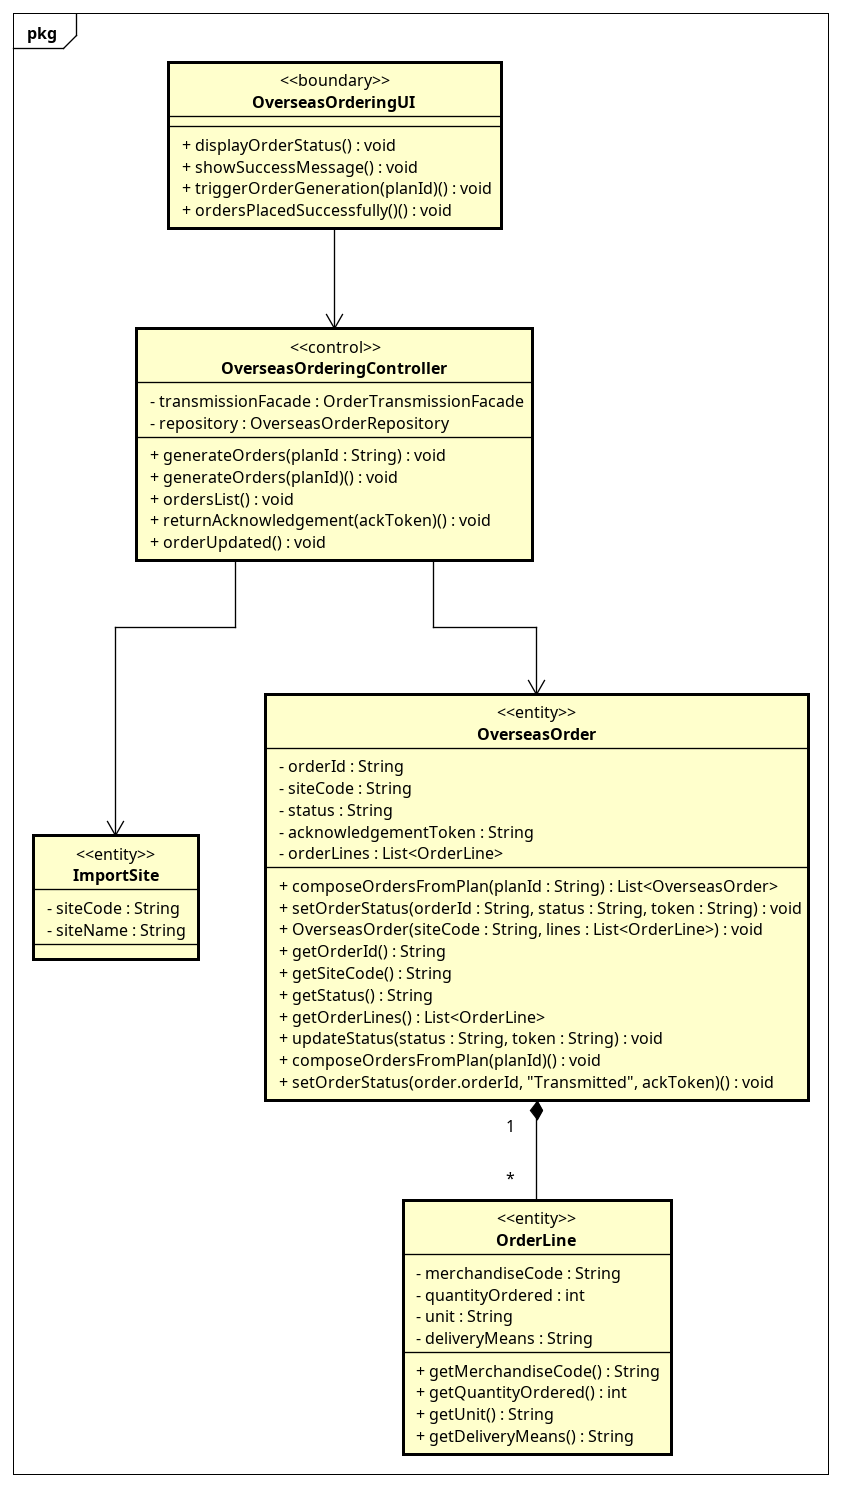 pkg
<<boundary>>
OverseasOrderingUI
+ displayOrderStatus() : void
+ showSuccessMessage() : void
+ triggerOrderGeneration(planId)() : void
+ ordersPlacedSuccessfully()() : void
<<control>>
OverseasOrderingController
- transmissionFacade : OrderTransmissionFacade
- repository : OverseasOrderRepository
+ generateOrders(planId : String) : void
+ generateOrders(planId)() : void
+ ordersList() : void
+ returnAcknowledgement(ackToken)() : void
+ orderUpdated() : void
<<entity>>
ImportSite
- siteCode : String
- siteName : String
<<entity>>
OverseasOrder
- orderId : String
- siteCode : String
- status : String
- acknowledgementToken : String
- orderLines : List<OrderLine>
+ composeOrdersFromPlan(planId : String) : List<OverseasOrder>
+ setOrderStatus(orderId : String, status : String, token : String) : void
+ OverseasOrder(siteCode : String, lines : List<OrderLine>) : void
+ getOrderId() : String
+ getSiteCode() : String
+ getStatus() : String
+ getOrderLines() : List<OrderLine>
+ updateStatus(status : String, token : String) : void
+ composeOrdersFromPlan(planId)() : void
+ setOrderStatus(order.orderId, "Transmitted", ackToken)() : void
1
*
<<entity>>
OrderLine
- merchandiseCode : String
- quantityOrdered : int
- unit : String
- deliveryMeans : String
+ getMerchandiseCode() : String
+ getQuantityOrdered() : int
+ getUnit() : String
+ getDeliveryMeans() : String